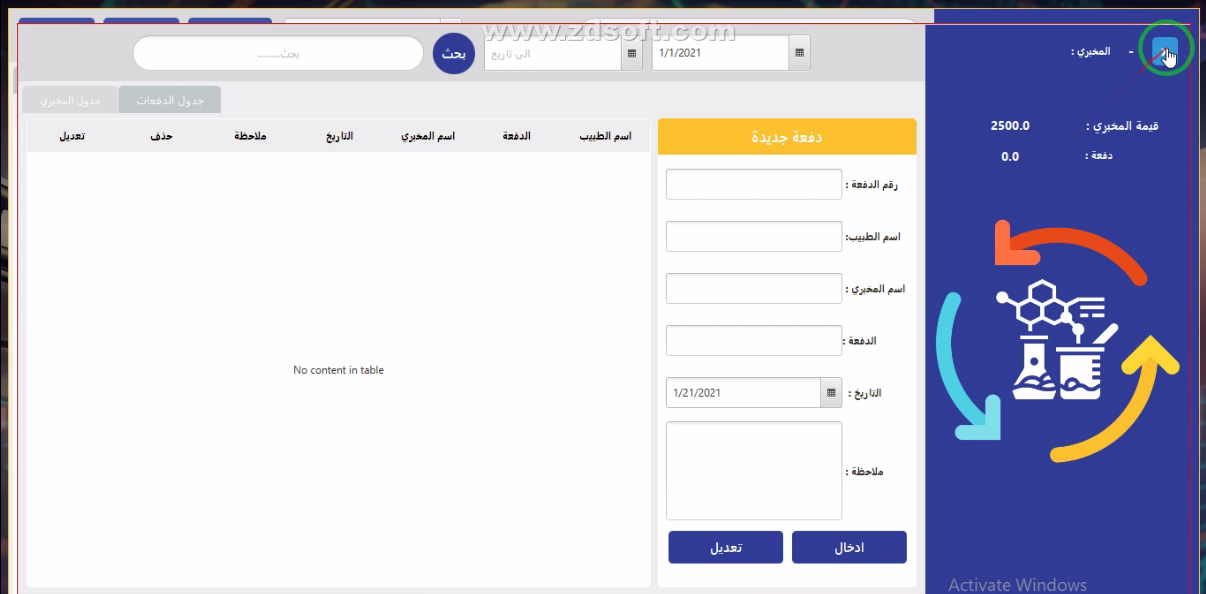 www.zdsoft.com
المخبري : -
1/1/2021
الى تاريخ
بحث
بحث..........
جدول الدفعات
جدول المخبري
قيمة المخبري : 2500.0
دفعة : 0.0
دفعة جديدة
رقم الدفعة :
اسم الطبيب:
اسم المخبري :
الدفعة :
التاريخ : 1/21/2021
ملاحظة :
ادخال
تعديل
اسم الطبيب الدفعة اسم المخبري التاريخ ملاحظة حذف تعديل
No content in table
Activate Windows